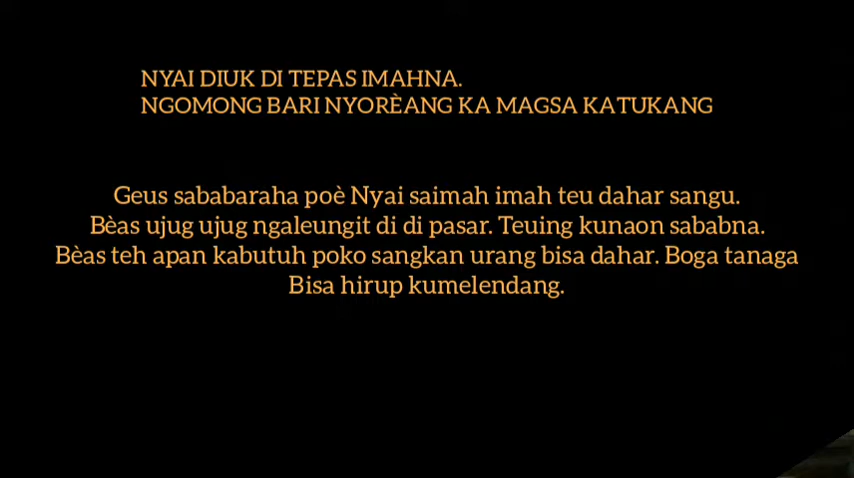 NYAI DIUK DI TEPAS IMAHNA.
NGOMONG BARI NYORÈANG KA MAGSA KATUKANG
Geus sababaraha poè Nyai saimah imah teu dahar sangu.
Bèas ujug ujug ngaleungit di di pasar. Teuing kunaon sababna.
Bèas teh apan kabutuh poko sangkan urang bisa dahar. Boga tanaga
Bisa hirup kumelendang.